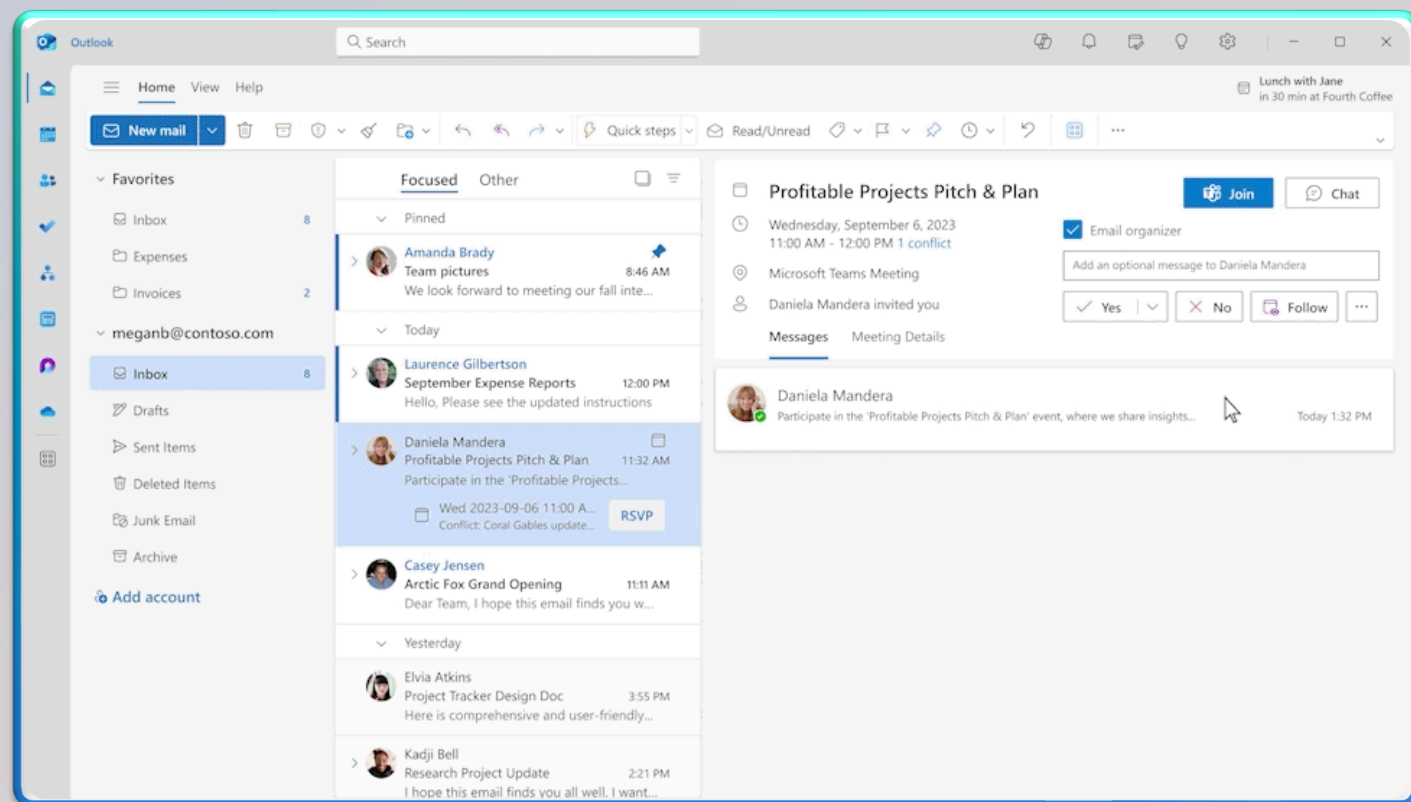 Outlook
Search
Home View Help
Lunch with Jane
in 30 min at Fourth Coffee
New mail
Quick steps
Read/Unread
Favorites
Inbox 8
Expenses
Invoices 2
meganb@contoso.com
Inbox 8
Drafts
Sent Items
Deleted Items
Junk Email
Archive
Add account
Focused Other
Pinned
Amanda Brady
Team pictures 8:46 AM
We look forward to meeting our fall inte...
Today
Laurence Gilbertson
September Expense Reports 12:00 PM
Hello, Please see the updated instructions
Daniela Mandera
Profitable Projects Pitch & Plan 11:32 AM
Participate in the 'Profitable Projects...
Wed 2023-09-06 11:00 A...
Conflict: Coral Gables update...
RSVP
Casey Jensen
Arctic Fox Grand Opening 11:11 AM
Dear Team, I hope this email finds you w...
Yesterday
Elvia Atkins
Project Tracker Design Doc 3:55 PM
Here is comprehensive and user-friendly...
Kadji Bell
Research Project Update 2:21 PM
I hope this email finds you all well. I want...
Profitable Projects Pitch & Plan
Join
Chat
Wednesday, September 6, 2023
11:00 AM - 12:00 PM 1 conflict
Microsoft Teams Meeting
Daniela Mandera invited you
Email organizer
Add an optional message to Daniela Mandera
Yes
No
Follow
Messages Meeting Details
Daniela Mandera
Participate in the 'Profitable Projects Pitch & Plan' event, where we share insights... Today 1:32 PM